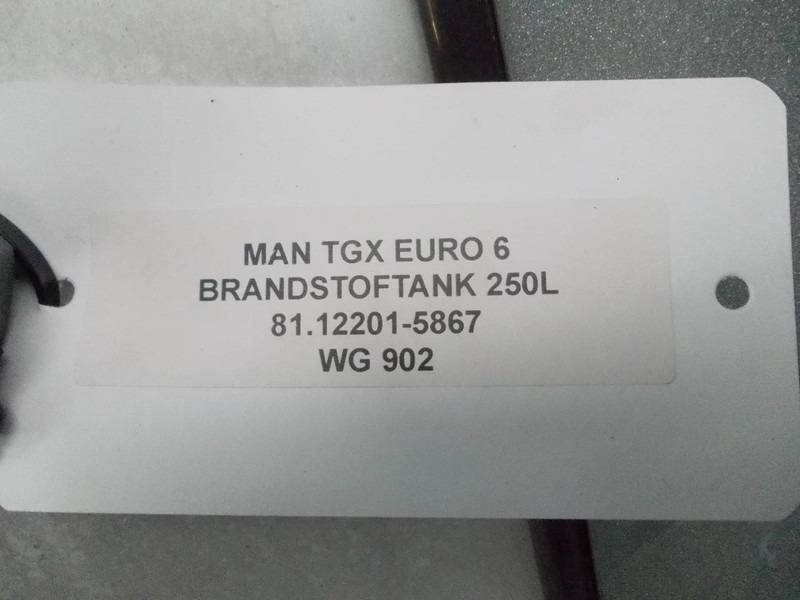 MAN TGX EURO 6
BRANDSTOFTANK 250L
81.12201-5867
WG 902